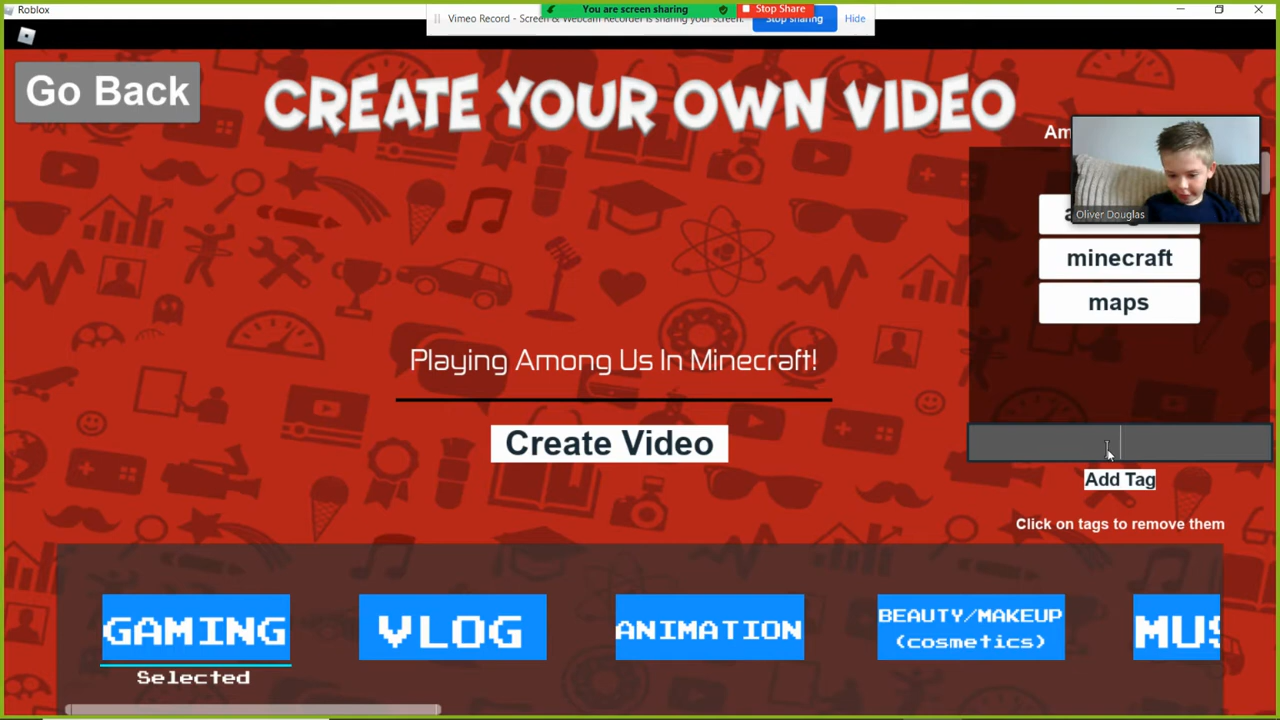 Roblox
You are screen sharing
Stop Share
Vimeo Record - Screen & Webcam Recorder is sharing your screen.
Stop sharing
Hide
Go Back
CREATE YOUR OWN VIDEO
Oliver Douglas
minecraft
maps
Playing Among Us In Minecraft!
Create Video
Add Tag
Click on tags to remove them
GAMING
VLOG
ANIMATION
BEAUTY/MAKEUP
(cosmetics)
MUS
Selected